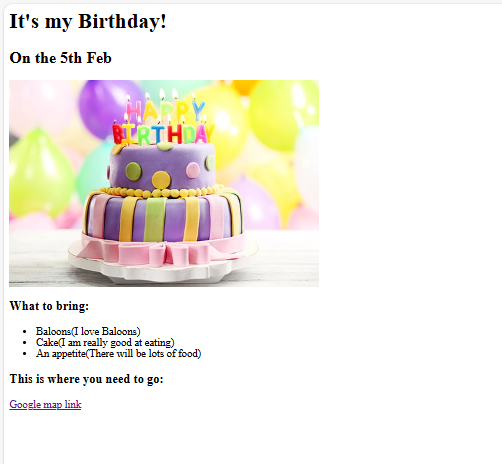 It's my Birthday!
On the 5th Feb
HAPPY
BIRTHDAY
What to bring:
Baloons(I love Baloons)
Cake(I am really good at eating)
An appetite(There will be lots of food)
This is where you need to go:
Google map link